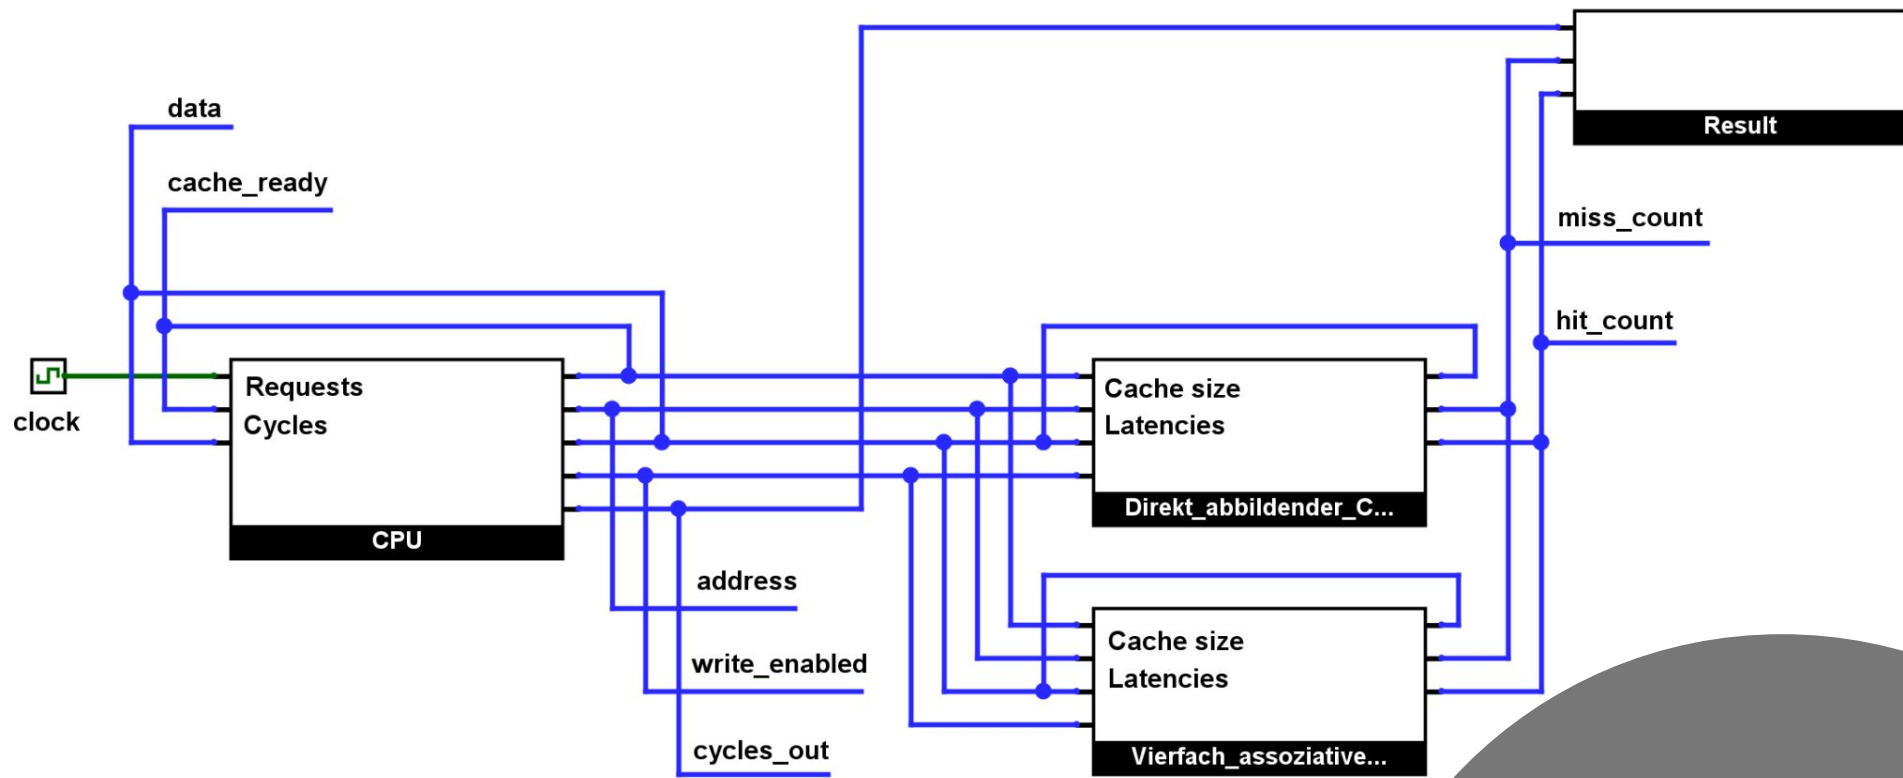 data
cache_ready
clock
Requests
Cycles
CPU
address
write_enabled
cycles_out
Cache size
Latencies
Direkt_abbildender_C...
Cache size
Latencies
Vierfach_assoziative...
Result
miss_count
hit_count